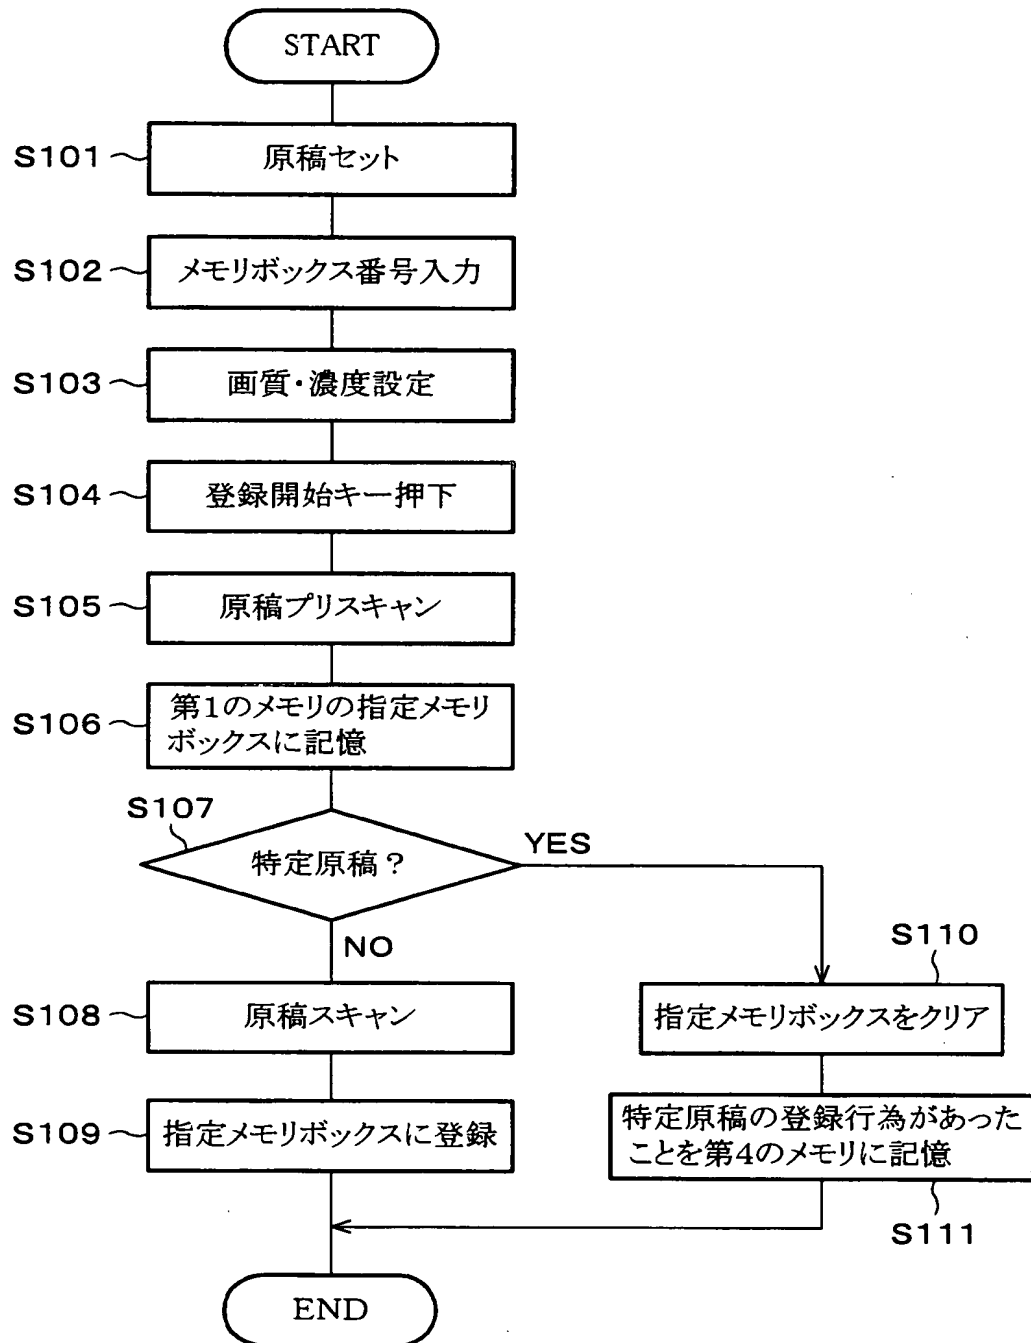 START
S101
原稿セット
S102
メモリボックス番号入力
S103
画質・濃度設定
S104
登録開始キー押下
S105
原稿プリスキャン
S106
第1のメモリの指定メモリ
ボックスに記憶
S107
特定原稿？
YES
NO
S108
原稿スキャン
S109
指定メモリボックスに登録
S110
指定メモリボックスをクリア
特定原稿の登録行為があった
ことを第4のメモリに記憶
S111
END